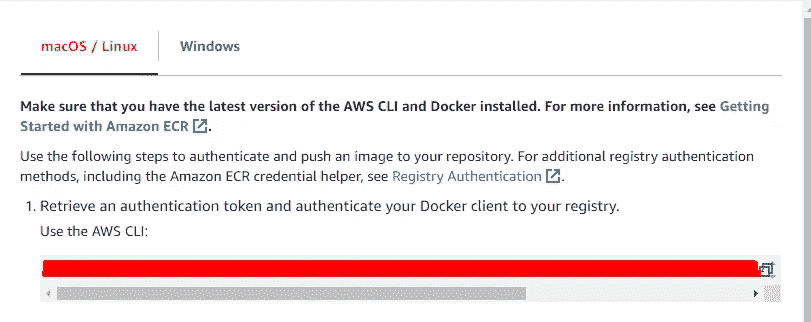 macOS / Linux
Windows
Make sure that you have the latest version of the AWS CLI and Docker installed. For more information, see Getting
Started with Amazon ECR.
Use the following steps to authenticate and push an image to your repository. For additional registry authentication
methods, including the Amazon ECR credential helper, see Registry Authentication.
1. Retrieve an authentication token and authenticate your Docker client to your registry.
Use the AWS CLI: